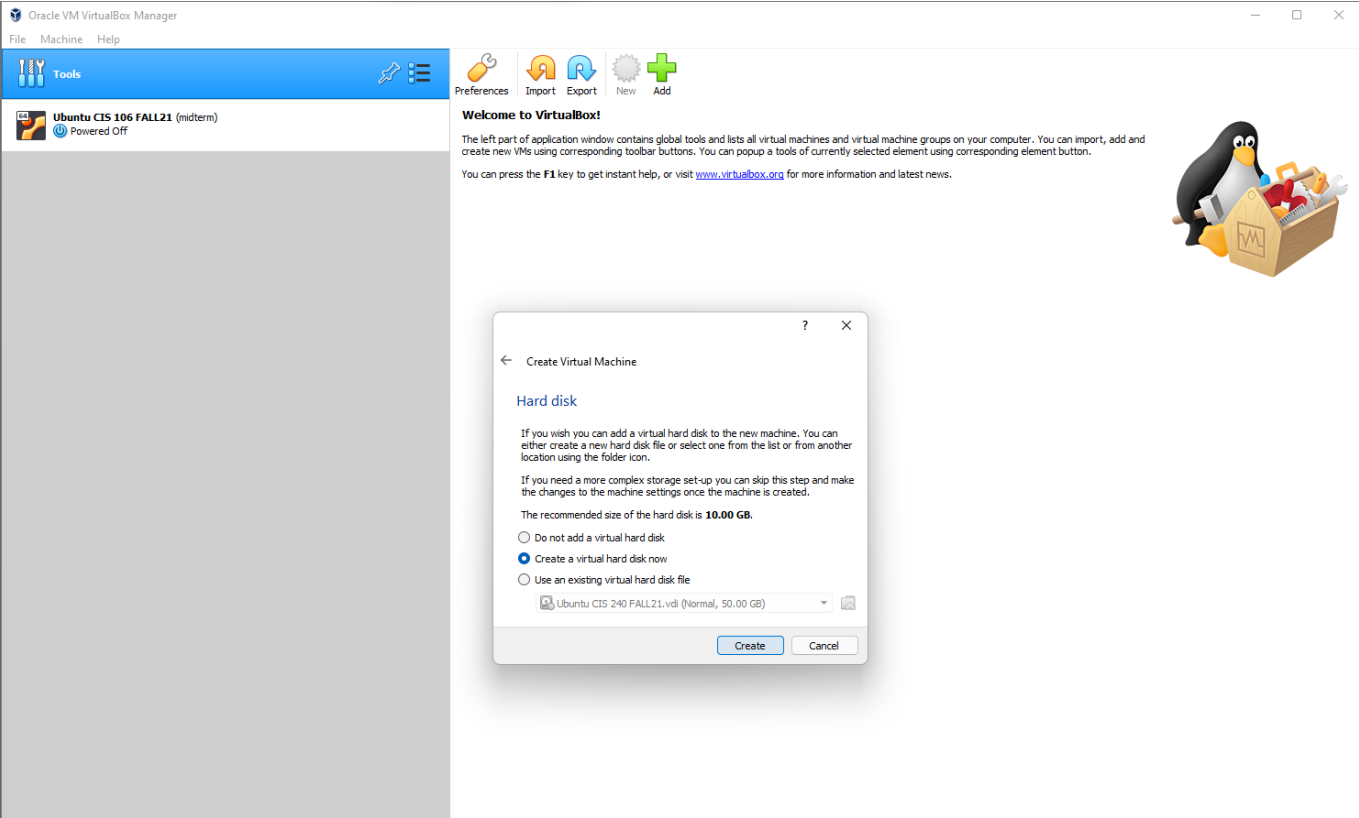 Oracle VM VirtualBox Manager
File Machine Help
Tools
Preferences Import Export New Add
64
Ubuntu CIS 106 FALL21 (midterm)
Powered Off
Welcome to VirtualBox!
The left part of application window contains global tools and lists all virtual machines and virtual machine groups on your computer. You can import, add and
create new VMs using corresponding toolbar buttons. You can popup a tools of currently selected element using corresponding element button.
You can press the F1 key to get instant help, or visit www.virtualbox.org for more information and latest news.
?
Create Virtual Machine
Hard disk
If you wish you can add a virtual hard disk to the new machine. You can
either create a new hard disk file or select one from the list or from another
location using the folder icon.
If you need a more complex storage set-up you can skip this step and make
the changes to the machine settings once the machine is created.
The recommended size of the hard disk is 10.00 GB.
Do not add a virtual hard disk
Create a virtual hard disk now
Use an existing virtual hard disk file
Ubuntu CIS 240 FALL21.vdi (Normal, 50.00 GB)
Create Cancel